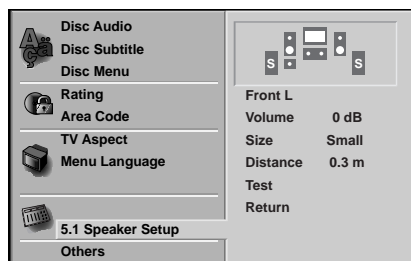 Disc Audio
Disc Subtitle
Disc Menu
Rating
Area Code
TV Aspect
Menu Language
5.1 Speaker Setup
Others
S S
Front L
Volume 0 dB
Size Small
Distance 0.3 m
Test
Return